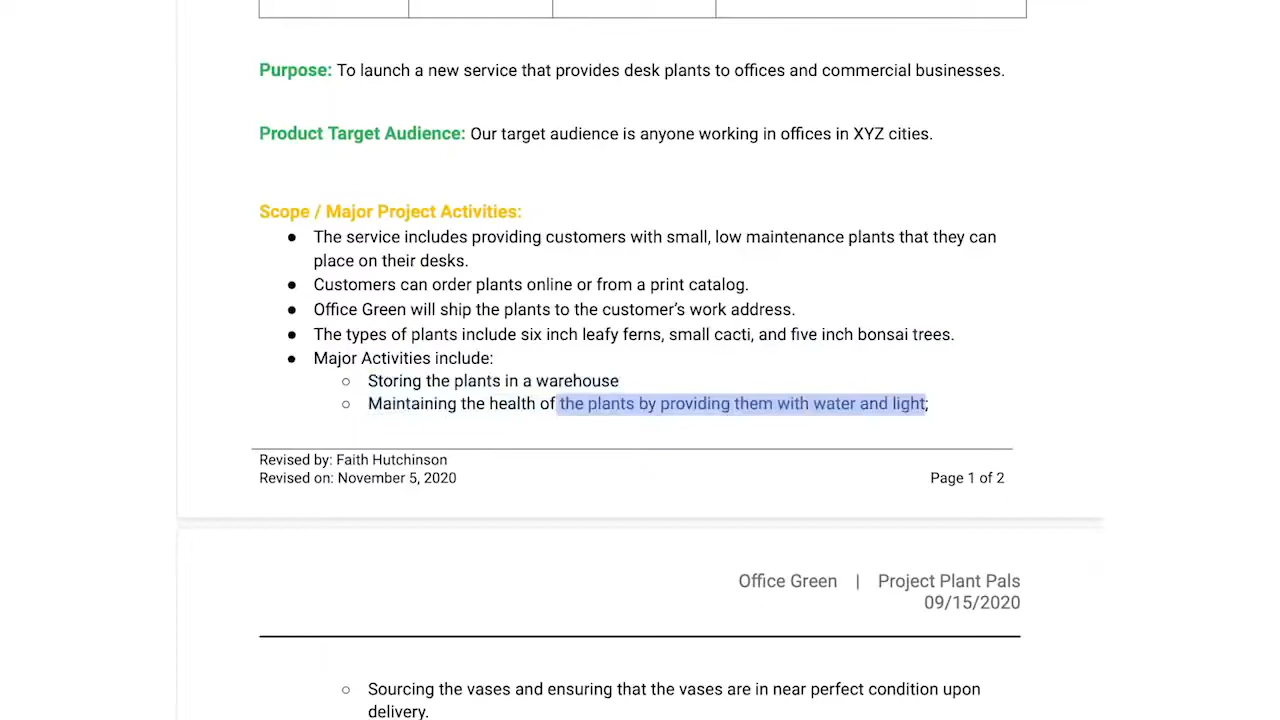 Purpose: To launch a new service that provides desk plants to offices and commercial businesses.
Product Target Audience: Our target audience is anyone working in offices in XYZ cities.
Scope / Major Project Activities:
● The service includes providing customers with small, low maintenance plants that they can
place on their desks.
● Customers can order plants online or from a print catalog.
● Office Green will ship the plants to the customer’s work address.
● The types of plants include six inch leafy ferns, small cacti, and five inch bonsai trees.
● Major Activities include:
○ Storing the plants in a warehouse
○ Maintaining the health of the plants by providing them with water and light;
Revised by: Faith Hutchinson
Revised on: November 5, 2020
Page 1 of 2
Office Green | Project Plant Pals
09/15/2020
○ Sourcing the vases and ensuring that the vases are in near perfect condition upon
delivery.